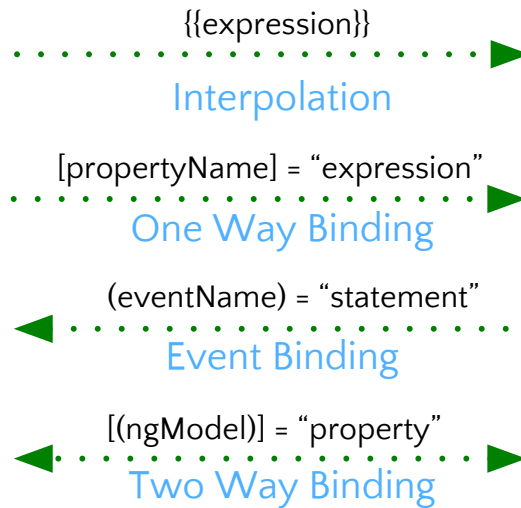 {{expression}}
Interpolation
[propertyName] = “expression”
One Way Binding
(eventName) = “statement”
Event Binding
[(ngModel)] = “property”
Two Way Binding